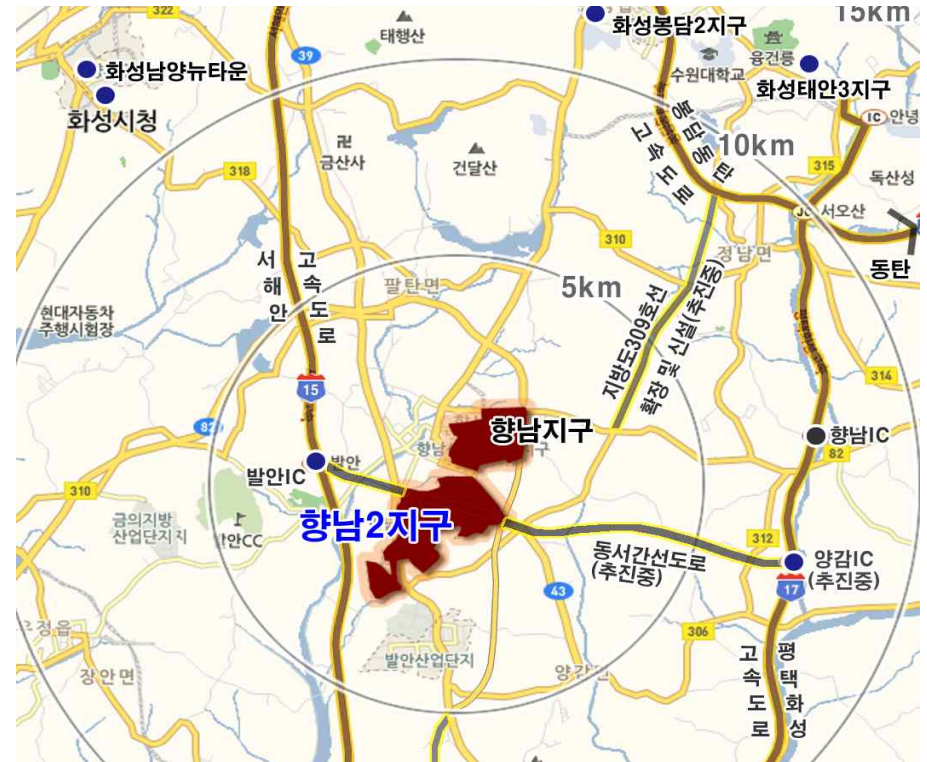 322
태행산
39
화성봉담2지구
15km
화성남양뉴타운
화성시청
수원대학교
융건릉
화성태안3지구
IC
안녕
금산사
건달산
318
봉담동탄
고속도로
10km
315
독산성
서오산
310
정남면
동탄
서해안
고속도로
팔탄면
5km
현대자동차
주행시험장
지방도309호선
확장 및 신설(추진중)
15
314
82
향남지구
향남IC
82
발안IC
발안
310
향남2지구
금의지방
산업단지
312
동서간선도로
(추진중)
양감IC
(추진중)
17
43
306
발안산업단지
장안면
고속도로
평택화성